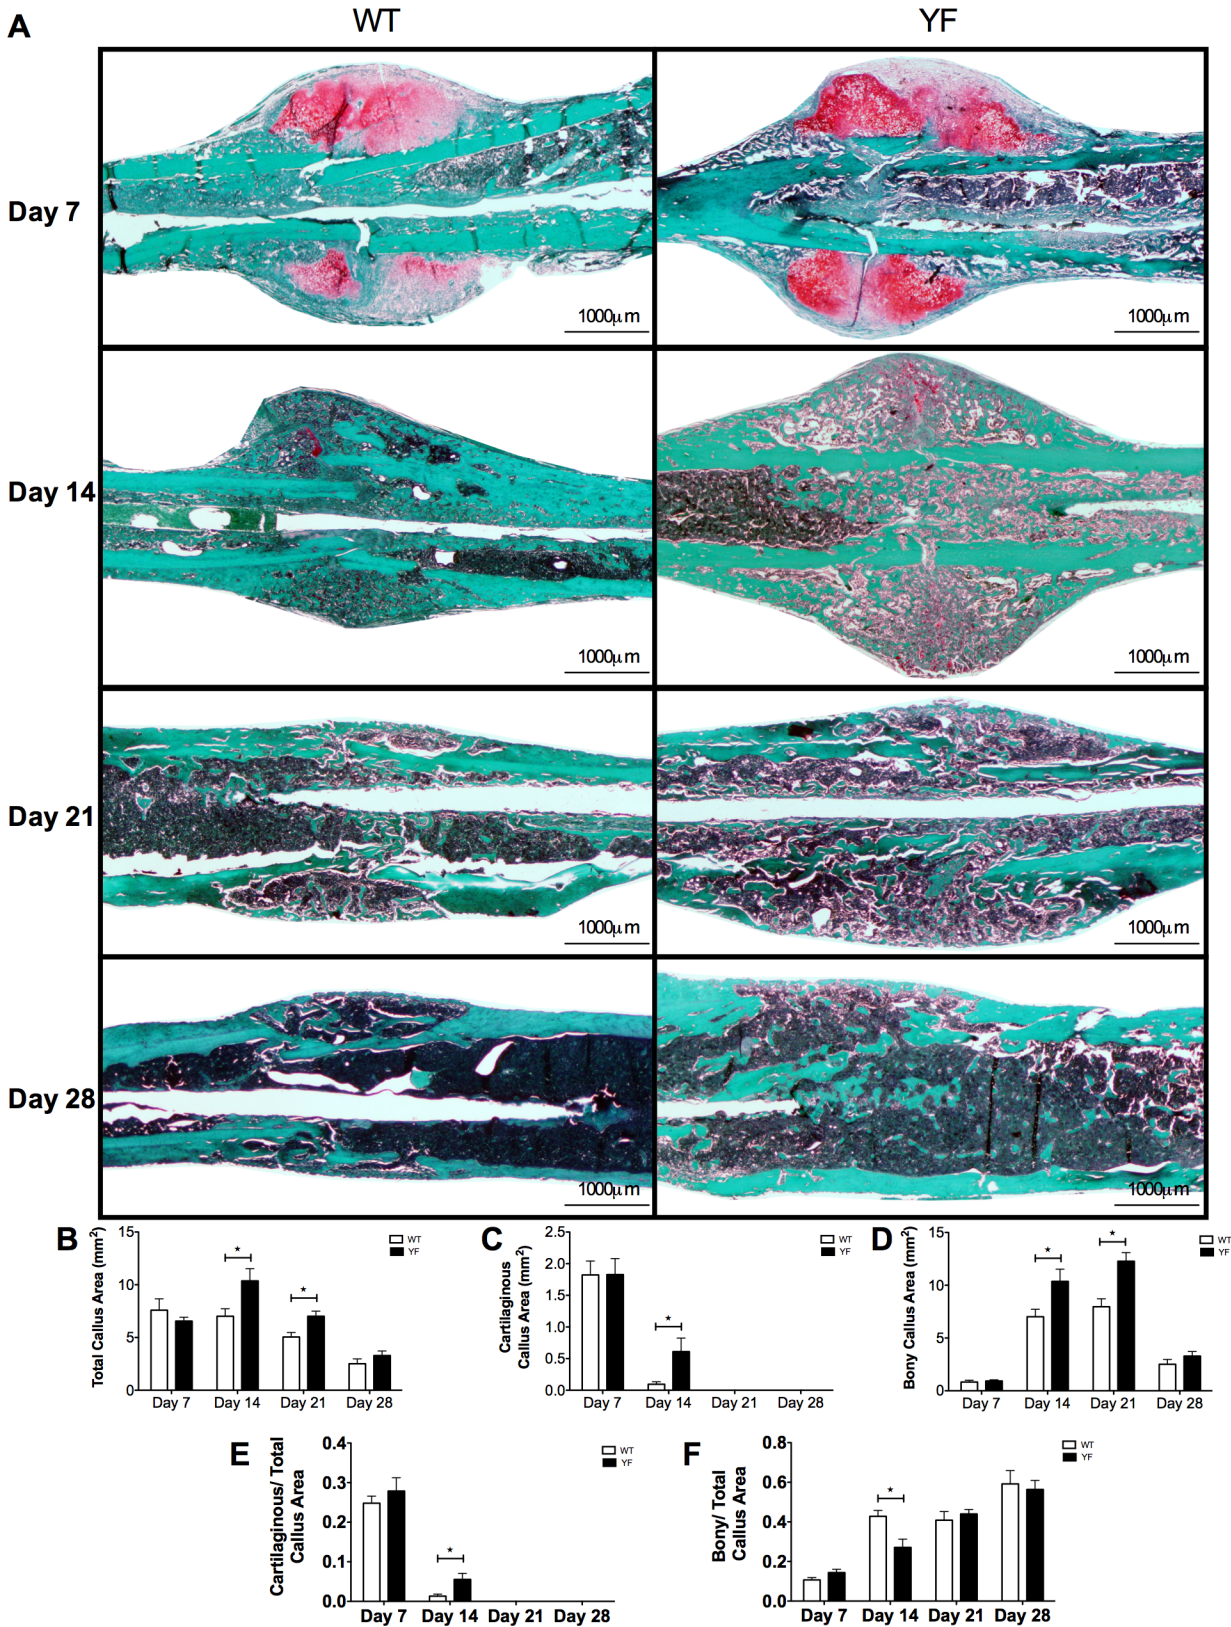 A
WT
YF
Day 7
1000μm
1000μm
Day 14
1000μm
1000μm
Day 21
1000μm
1000μm
Day 28
1000μm
1000μm
B
Total Callus Area (mm²)
15
10
5
0
Day 7 Day 14 Day 21 Day 28
WT
YF
*
*
C
Cartilaginous
Callus Area (mm²)
2.5
2.0
1.5
1.0
0.5
0.0
Day 7 Day 14 Day 21 Day 28
WT
YF
*
D
Bony Callus Area (mm²)
15
10
5
0
Day 7 Day 14 Day 21 Day 28
WT
YF
*
*
E
Cartilaginous/ Total
Callus Area
0.4
0.3
0.2
0.1
0.0
Day 7 Day 14 Day 21 Day 28
WT
YF
*
F
Bony/ Total
Callus Area
0.8
0.6
0.4
0.2
0.0
Day 7 Day 14 Day 21 Day 28
WT
YF
*